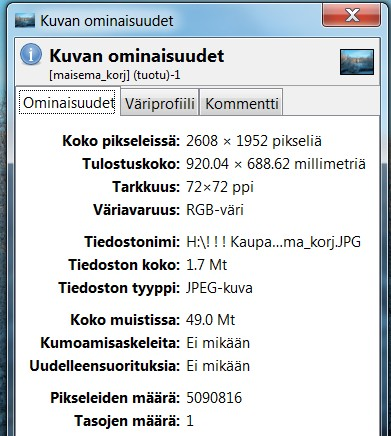 Kuvan ominaisuudet
Kuvan ominaisuudet
[maisema_korj] (tuotu)-1
Ominaisuudet Väriprofiili Kommentti
Koko pikseleissä: 2608 × 1952 pikseliä
Tulostuskoko: 920.04 × 688.62 millimetriä
Tarkkuus: 72×72 ppi
Väriavaruus: RGB-väri
Tiedostonimi: H:\! ! ! Kaupa...ma_korj.JPG
Tiedoston koko: 1.7 Mt
Tiedoston tyyppi: JPEG-kuva
Koko muistissa: 49.0 Mt
Kumoamisaskeleita: Ei mikään
Uudelleensuorituksia: Ei mikään
Pikseleiden määrä: 5090816
Tasojen määrä: 1